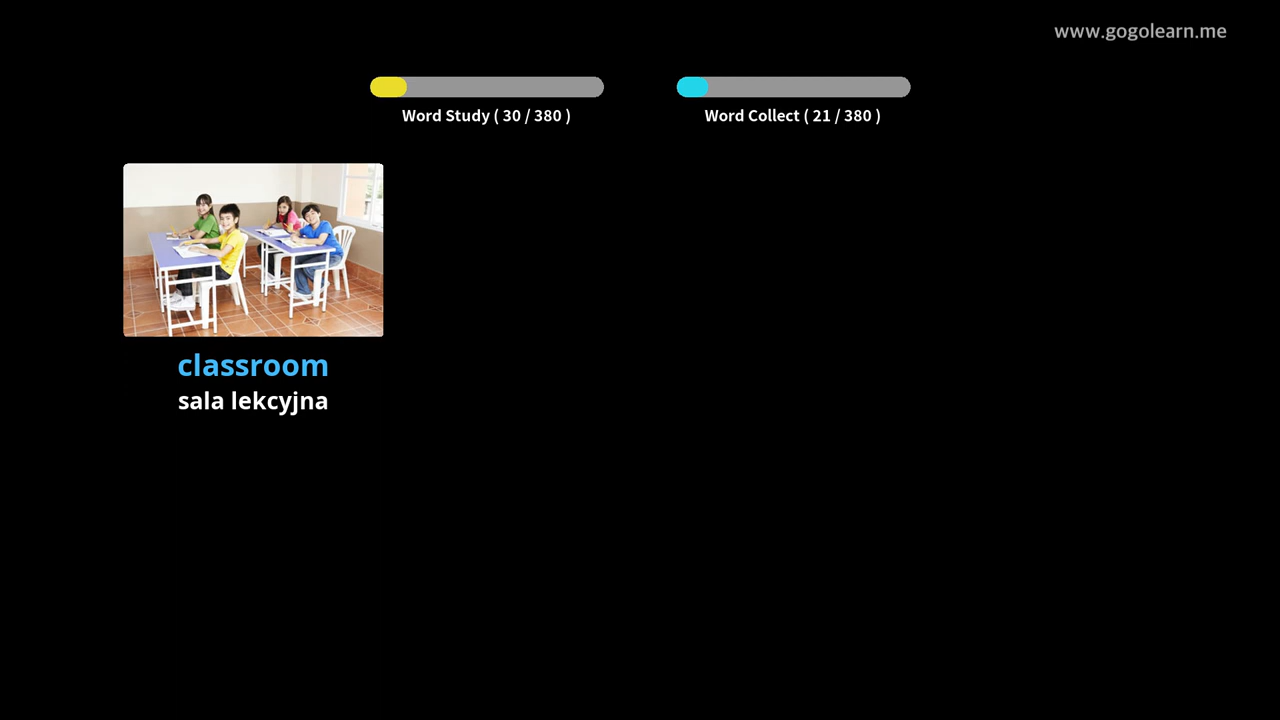 www.gogolearn.me
Word Study ( 30 / 380 )
Word Collect ( 21 / 380 )
classroom
sala lekcyjna